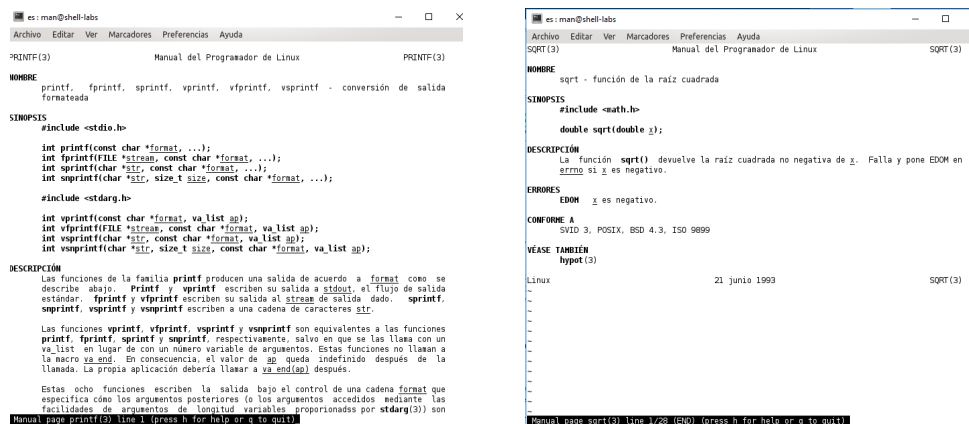 es : man@shell-labs
Archivo Editar Ver Marcadores Preferencias Ayuda
PRINTF(3) Manual del Programador de Linux PRINTF(3)
NOMBRE
printf, fprintf, sprintf, vprintf, vfprintf, vsprintf - conversión de salida
formateada
SINOPSIS
#include <stdio.h>
int printf(const char *format, ...);
int fprintf(FILE *stream, const char *format, ...);
int sprintf(char *str, const char *format, ...);
int snprintf(char *str, size_t size, const char *format, ...);
#include <stdarg.h>
int vprintf(const char *format, va_list ap);
int vfprintf(FILE *stream, const char *format, va_list ap);
int vsprintf(char *str, const char *format, va_list ap);
int vsnprintf(char *str, size_t size, const char *format, va_list ap);
DESCRIPCIÓN
Las funciones de la familia printf producen una salida de acuerdo a format como se
describe abajo. Printf y vprintf escriben su salida a stdout, el flujo de salida
estándar. fprintf y vfprintf escriben su salida al stream de salida dado. sprintf,
snprintf, vsprintf y vsnprintf escriben a una cadena de caracteres str.
Las funciones vprintf, vfprintf, vsprintf y vsnprintf son equivalentes a las funciones
printf, fprintf, sprintf y snprintf, respectivamente, salvo en que se las llama con un
va_list en lugar de con un número variable de argumentos. Estas funciones no llaman a
la macro va_end. En consecuencia, el valor de ap queda indefinido después de la
llamada. La propia aplicación debería llamar a va_end(ap) después.
Estas ocho funciones escriben la salida bajo el control de una cadena format que
especifica cómo los argumentos posteriores (o los argumentos accedidos mediante las
facilidades de argumentos de longitud variables proporionadss por stdarg(3)) son
Manual page printf(3) line 1 (press h for help or q to quit)
es : man@shell-labs
Archivo Editar Ver Marcadores Preferencias Ayuda
SQRT(3) Manual del Programador de Linux SQRT(3)
NOMBRE
sqrt - función de la raíz cuadrada
SINOPSIS
#include <math.h>
double sqrt(double x);
DESCRIPCIÓN
La función sqrt() devuelve la raíz cuadrada no negativa de x. Falla y pone EDOM en
errno si x es negativo.
ERRORES
EDOM x es negativo.
CONFORME A
SVID 3, POSIX, BSD 4.3, ISO 9899
VÉASE TAMBIÉN
hypot(3)
Linux 21 junio 1993 SQRT(3)
~
~
~
~
~
~
~
~
~
~
~
~
~
Manual page sqrt(3) line 1/28 (END) (press h for help or q to quit)